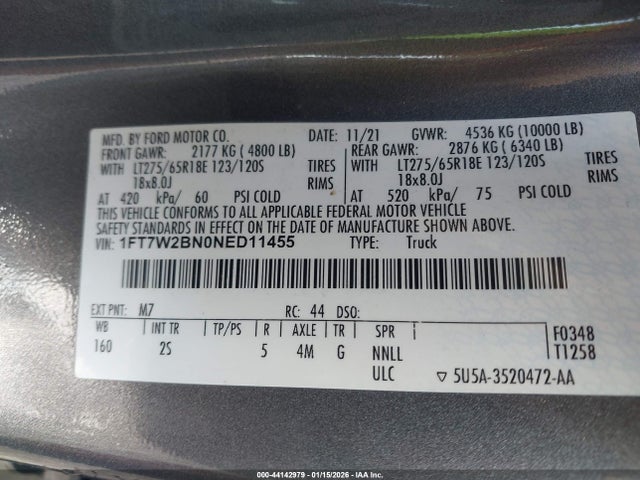 MFD. BY FORD MOTOR CO. DATE: 11/21 GVWR: 4536 KG (10000 LB)
FRONT GAWR: 2177 KG ( 4800 LB) REAR GAWR: 2876 KG ( 6340 LB)
WITH LT275/65R18E 123/120S TIRES WITH LT275/65R18E 123/120S TIRES
18x8.0J RIMS 18x8.0J RIMS
AT 420 kPa/ 60 PSI COLD AT 520 kPa/ 75 PSI COLD
THIS VEHICLE CONFORMS TO ALL APPLICABLE FEDERAL MOTOR VEHICLE
SAFETY STANDARDS IN EFFECT ON THE DATE OF MANUFACTURE SHOWN ABOVE.
VIN: 1FT7W2BN0NED11455 TYPE: Truck
EXT PNT: M7 RC: 44 DSO:
WB INT TR TP/PS R AXLE TR SPR F0348
160 2S 5 4M G NNLL T1258
ULC ▽ 5U5A-3520472-AA
000-44142979 - 01/15/2026 - IAA Inc.